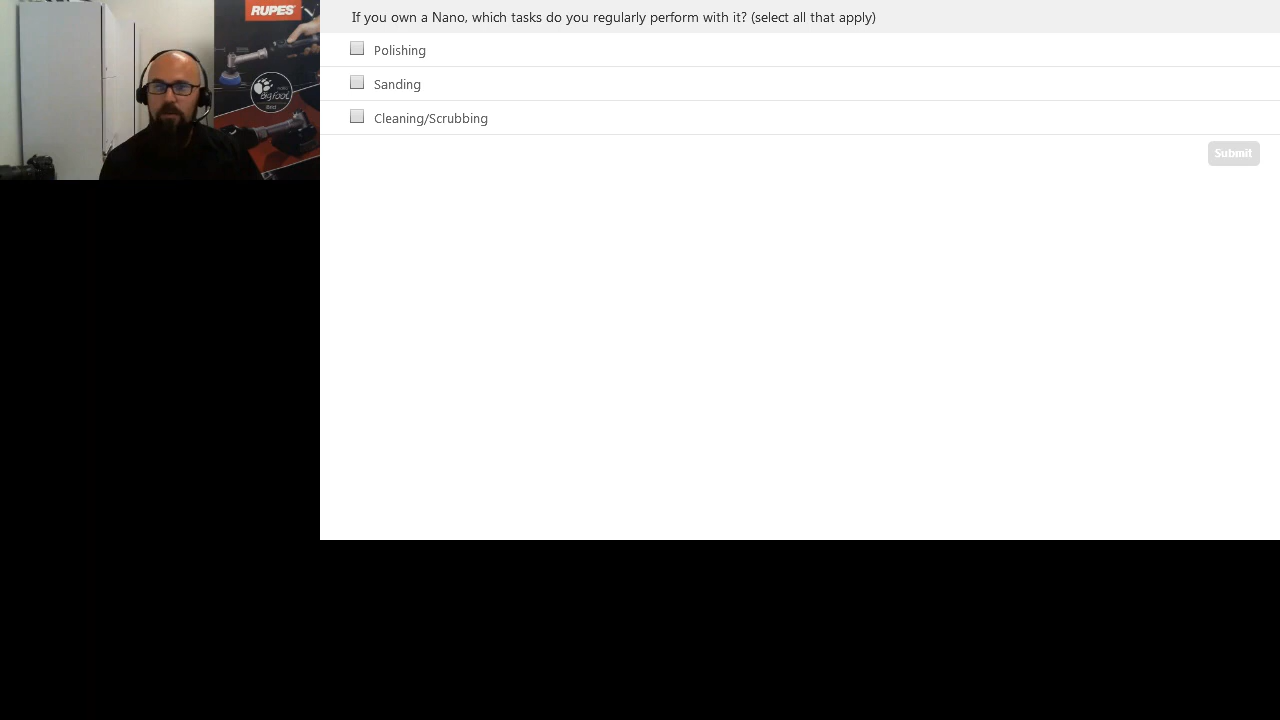 RUPES
BigFOOT
If you own a Nano, which tasks do you regularly perform with it? (select all that apply)
Polishing
Sanding
Cleaning/Scrubbing
Submit